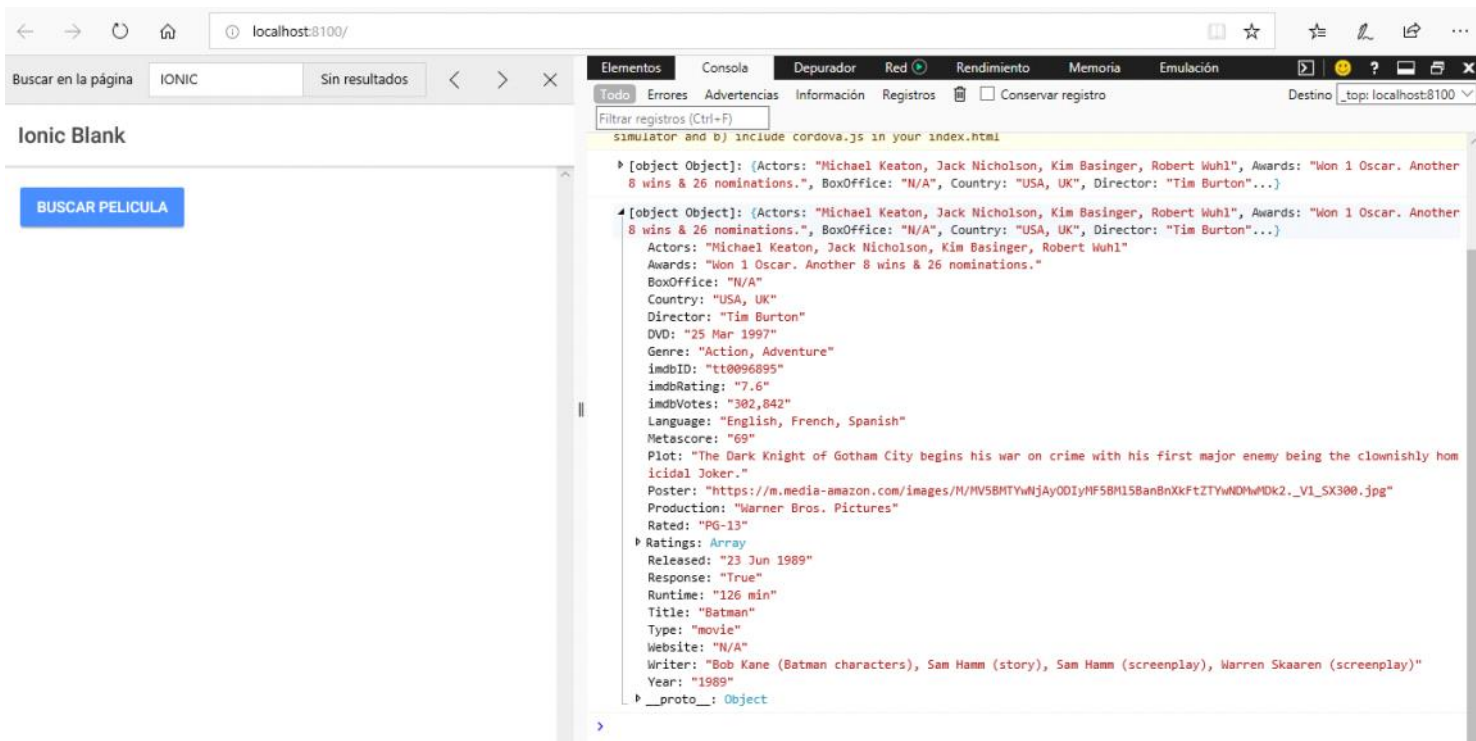 localhost:8100/
Buscar en la página IONIC Sin resultados
Ionic Blank
BUSCAR PELICULA
Elementos Consola Depurador Red Rendimiento Memoria Emulación
Todo Errores Advertencias Información Registros Conservar registro Destino _top: localhost:8100
Filtrar registros (Ctrl+F)
simulator and b) include cordova.js in your index.html
[object Object]: {Actors: "Michael Keaton, Jack Nicholson, Kim Basinger, Robert Wuhl", Awards: "Won 1 Oscar. Another
8 wins & 26 nominations.", BoxOffice: "N/A", Country: "USA, UK", Director: "Tim Burton"...}
[object Object]: {Actors: "Michael Keaton, Jack Nicholson, Kim Basinger, Robert Wuhl", Awards: "Won 1 Oscar. Another
8 wins & 26 nominations.", BoxOffice: "N/A", Country: "USA, UK", Director: "Tim Burton"...}
Actors: "Michael Keaton, Jack Nicholson, Kim Basinger, Robert Wuhl"
Awards: "Won 1 Oscar. Another 8 wins & 26 nominations."
BoxOffice: "N/A"
Country: "USA, UK"
Director: "Tim Burton"
DVD: "25 Mar 1997"
Genre: "Action, Adventure"
imdbID: "tt0096895"
imdbRating: "7.6"
imdbVotes: "302,842"
Language: "English, French, Spanish"
Metascore: "69"
Plot: "The Dark Knight of Gotham City begins his war on crime with his first major enemy being the clownishly hom
icidal Joker."
Poster: "https://m.media-amazon.com/images/M/MV5BMTYwNjAyODIyMF5BMl5BanBnXkFtZTYwNDMwMDk2._V1_SX300.jpg"
Production: "Warner Bros. Pictures"
Rated: "PG-13"
Ratings: Array
Released: "23 Jun 1989"
Response: "True"
Runtime: "126 min"
Title: "Batman"
Type: "movie"
Website: "N/A"
Writer: "Bob Kane (Batman characters), Sam Hamm (story), Sam Hamm (screenplay), Warren Skaaren (screenplay)"
Year: "1989"
__proto__: Object